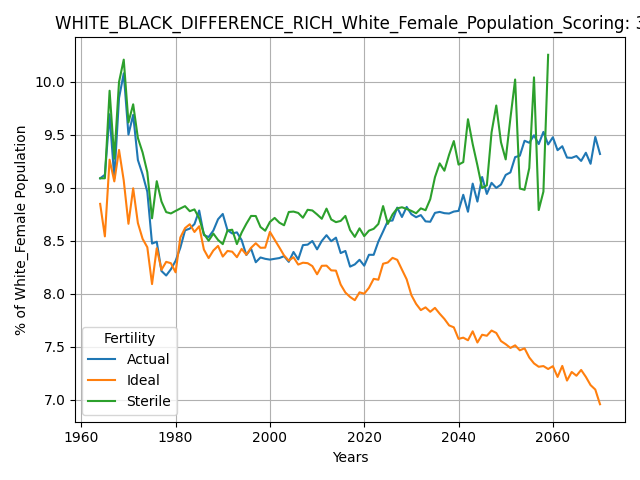 WHITE_BLACK_DIFFERENCE_RICH_White_Female_Population_Scoring: 3
% of White_Female Population
10.0
9.5
9.0
8.5
8.0
7.5
7.0
Fertility
Actual
Ideal
Sterile
1960 1980 2000 2020 2040 2060
Years